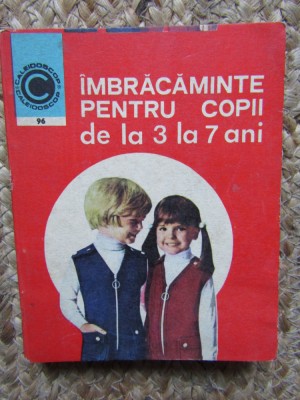 CALEIDOSCOP
CALEIDOSCOP
96
ÎMBRĂCĂMINTE
PENTRU COPII
de la 3 la 7 ani